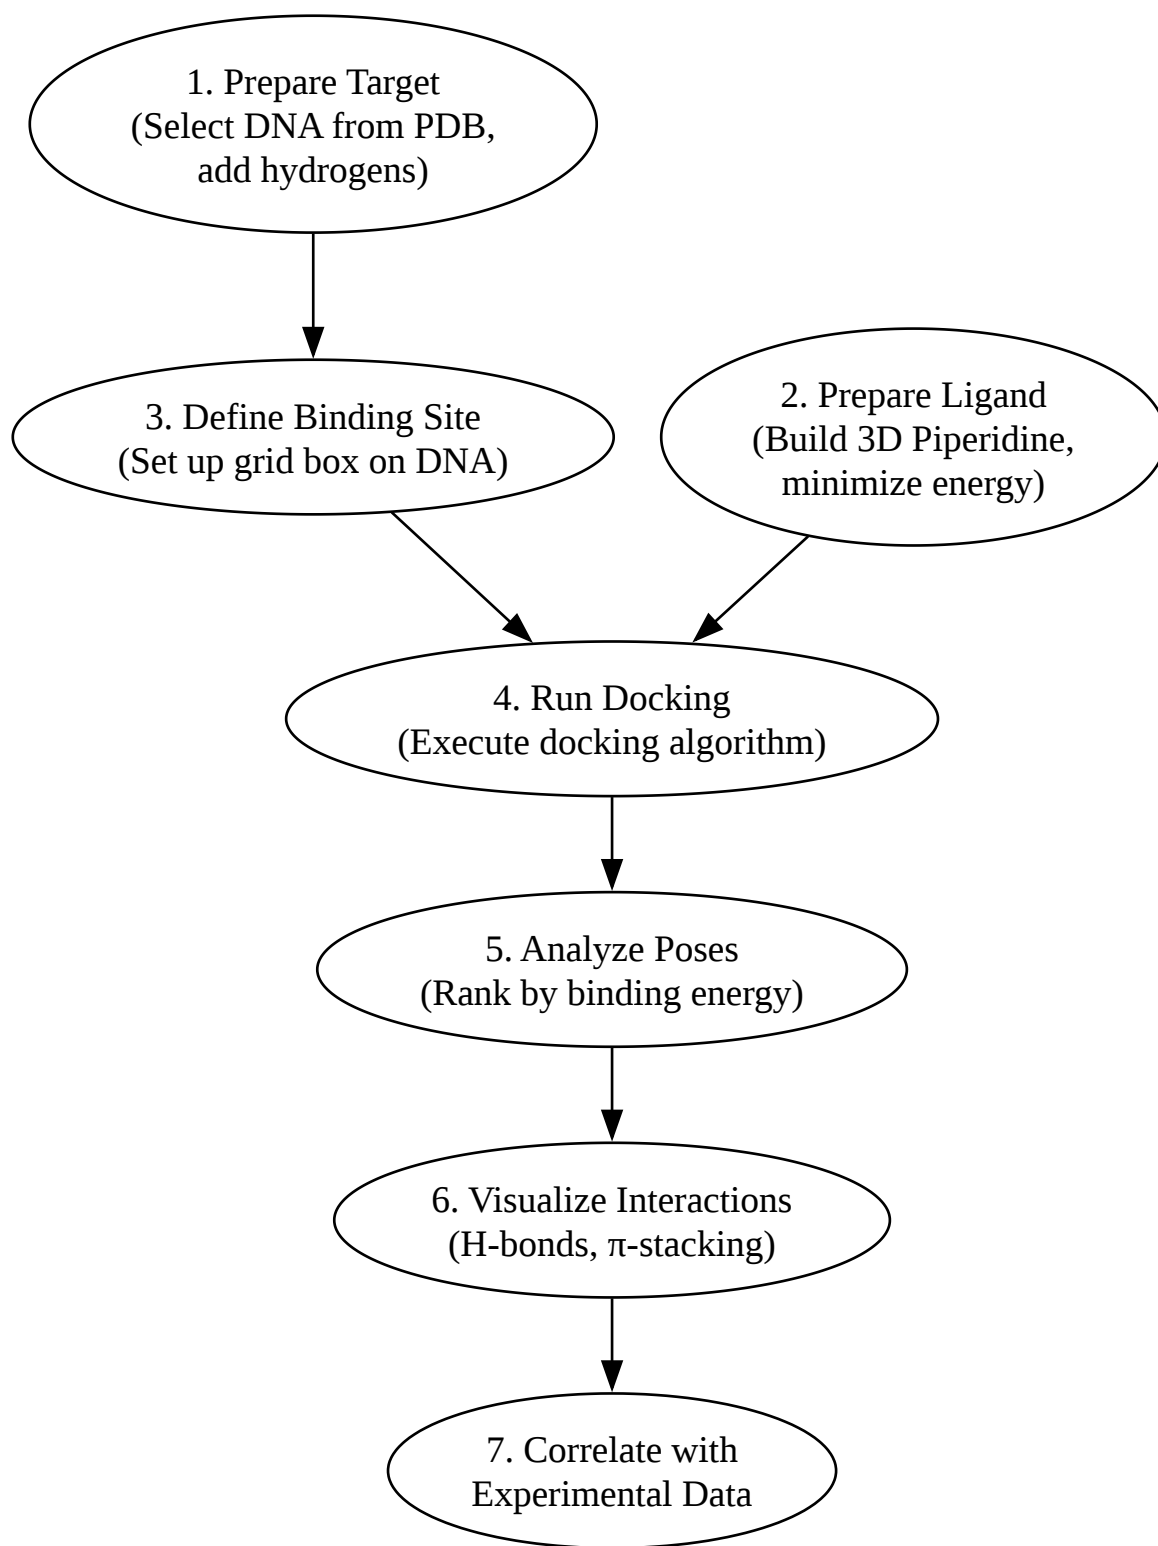 1. Prepare Target
(Select DNA from PDB,
add hydrogens)
2. Prepare Ligand
(Build 3D Piperidine,
minimize energy)
3. Define Binding Site
(Set up grid box on DNA)
4. Run Docking
(Execute docking algorithm)
5. Analyze Poses
(Rank by binding energy)
6. Visualize Interactions
(H-bonds, π-stacking)
7. Correlate with
Experimental Data